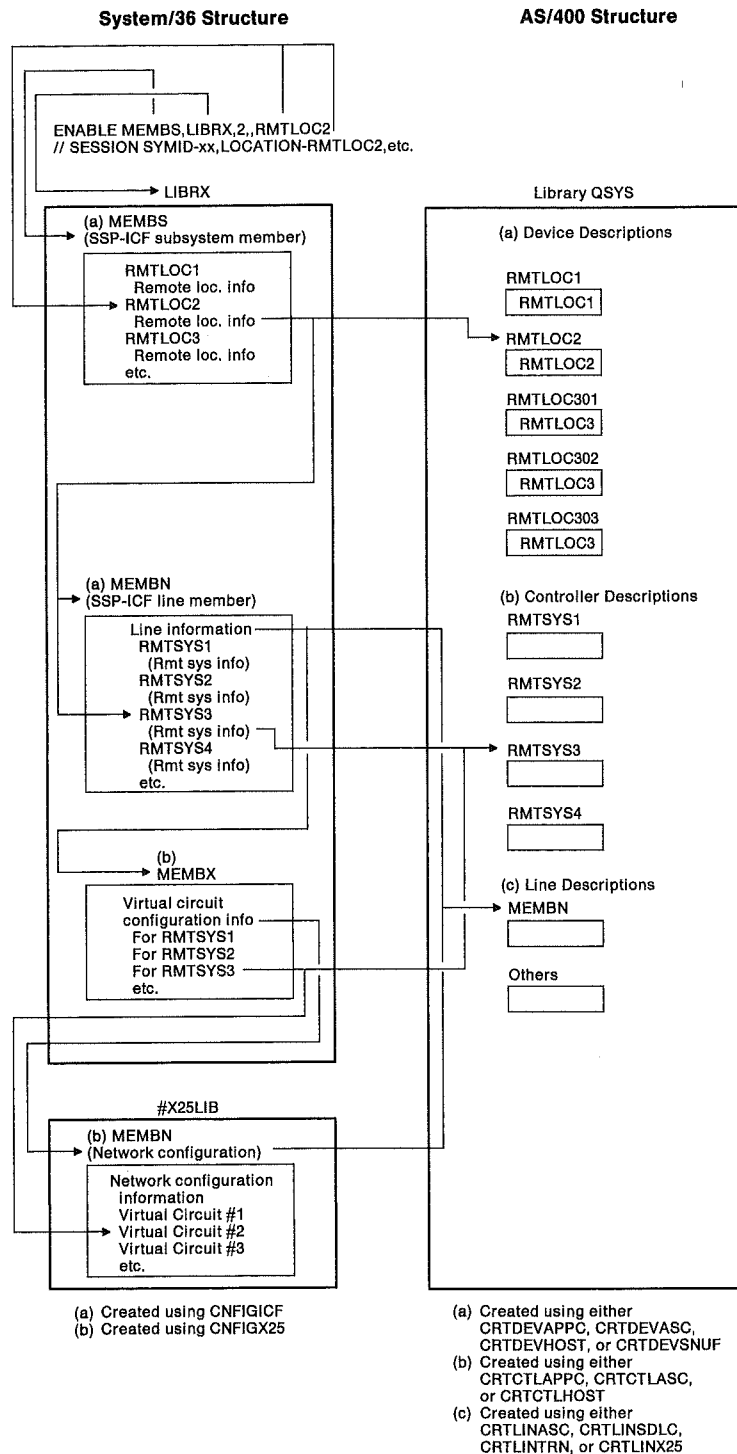 System/36 Structure
AS/400 Structure
ENABLE MEMBS,LIBRX,2,,RMTLOC2
// SESSION SYMID-xx,LOCATION-RMTLOC2,etc.
LIBRX
(a) MEMBS
(SSP-ICF subsystem member)
RMTLOC1
Remote loc. info
RMTLOC2
Remote loc. info
RMTLOC3
Remote loc. info
etc.
(a) MEMBN
(SSP-ICF line member)
Line information
RMTSYS1
(Rmt sys info)
RMTSYS2
(Rmt sys info)
RMTSYS3
(Rmt sys info)
RMTSYS4
(Rmt sys info)
etc.
(b)
MEMBX
Virtual circuit
configuration info
For RMTSYS1
For RMTSYS2
For RMTSYS3
etc.
#X25LIB
(b) MEMBN
(Network configuration)
Network configuration
information
Virtual Circuit #1
Virtual Circuit #2
Virtual Circuit #3
etc.
(a) Created using CNFIGICF
(b) Created using CNFIGX25
Library QSYS
(a) Device Descriptions
RMTLOC1
RMTLOC1
RMTLOC2
RMTLOC2
RMTLOC301
RMTLOC3
RMTLOC302
RMTLOC3
RMTLOC303
RMTLOC3
(b) Controller Descriptions
RMTSYS1
RMTSYS2
RMTSYS3
RMTSYS4
(c) Line Descriptions
MEMBN
Others
(a) Created using either
CRTDEVAPPC, CRTDEVASC,
CRTDEVHOST, or CRTDEVSNUF
(b) Created using either
CRTCTLAPPC, CRTCTLASC,
or CRTCTLHOST
(c) Created using either
CRTLINASC, CRTLINSDLC,
CRTLINTRN, or CRTLINX25